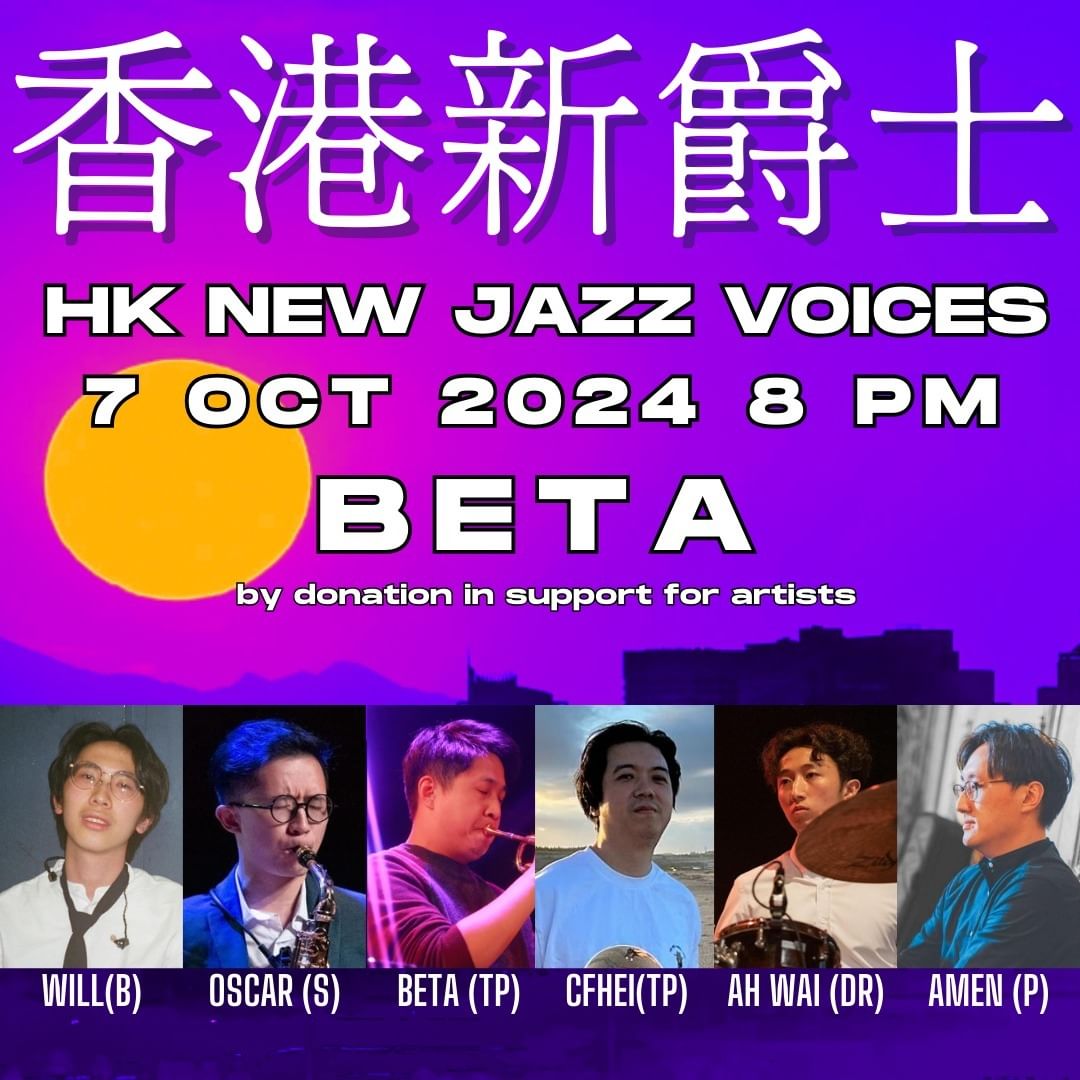 香港新爵士
HK NEW JAZZ VOICES
7 OCT 2024 8 PM
BETA
by donation in support for artists
WILL(B) OSCAR (S) BETA (TP) CFHEI(TP) AH WAI (DR) AMEN (P)